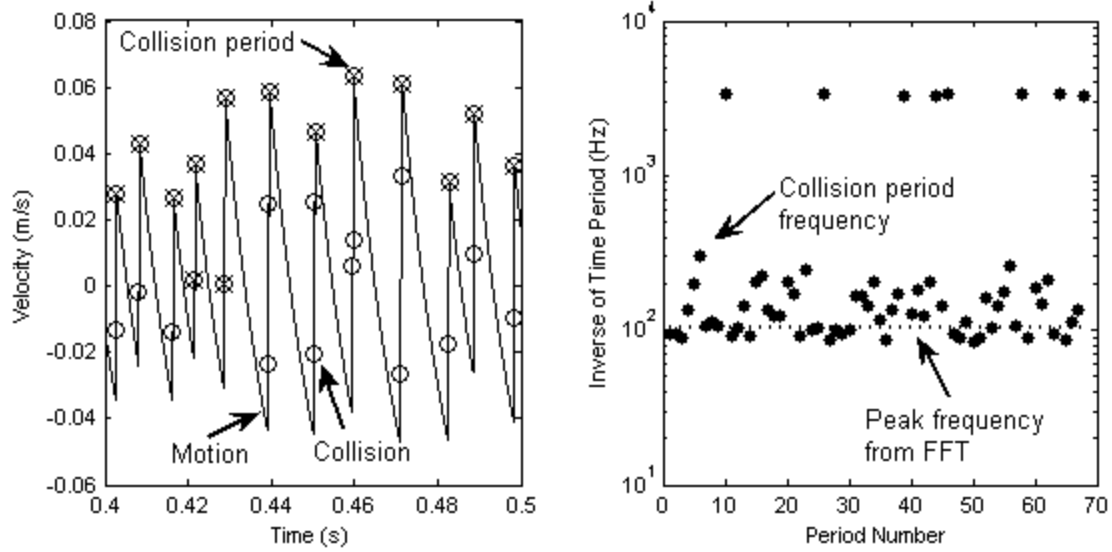 0.08
0.06
0.04
0.02
0
-0.02
-0.04
-0.06
Velocity (m/s)
Collision period
Motion
Collision
0.4
0.42
0.44
0.46
0.48
0.5
Time (s)
10^4
10^3
10^2
10^1
Inverse of Time Period (Hz)
Collision period
frequency
Peak frequency
from FFT
0
10
20
30
40
50
60
70
Period Number